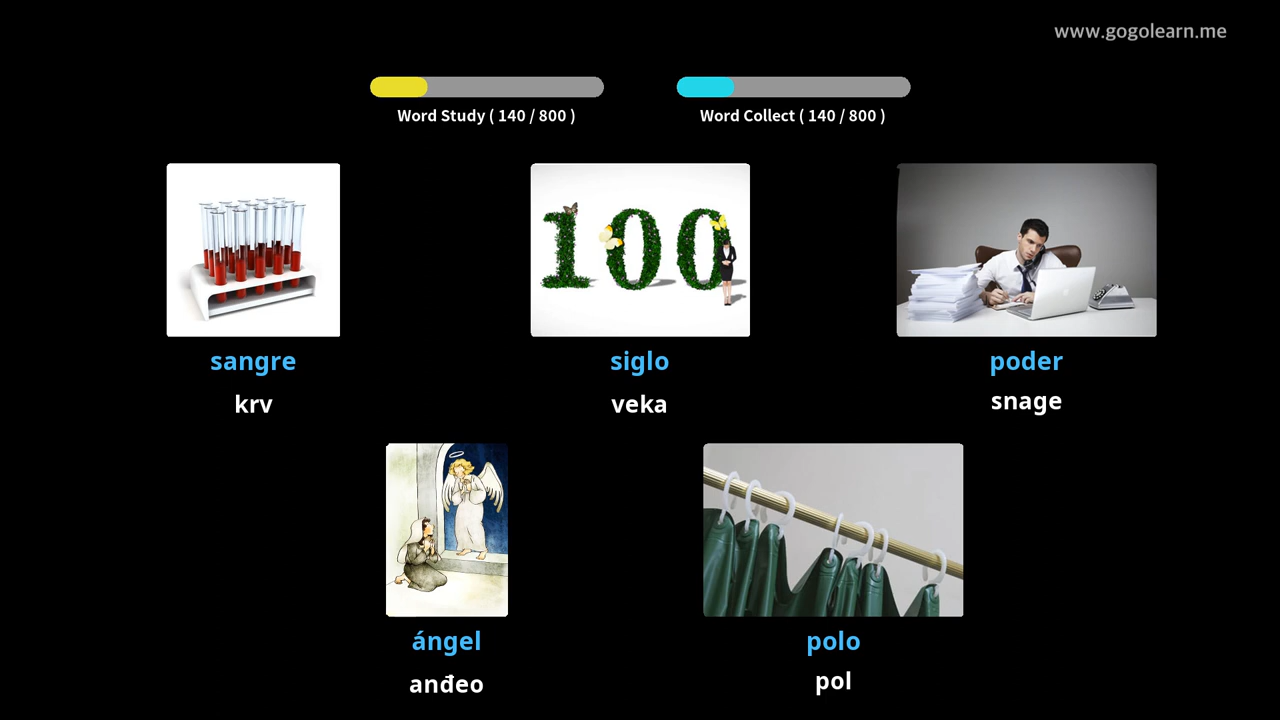 www.gogolearn.me
Word Study ( 140 / 800 )
Word Collect ( 140 / 800 )
100
sangre
siglo
poder
krv
veka
snage
ángel
polo
anđeo
pol